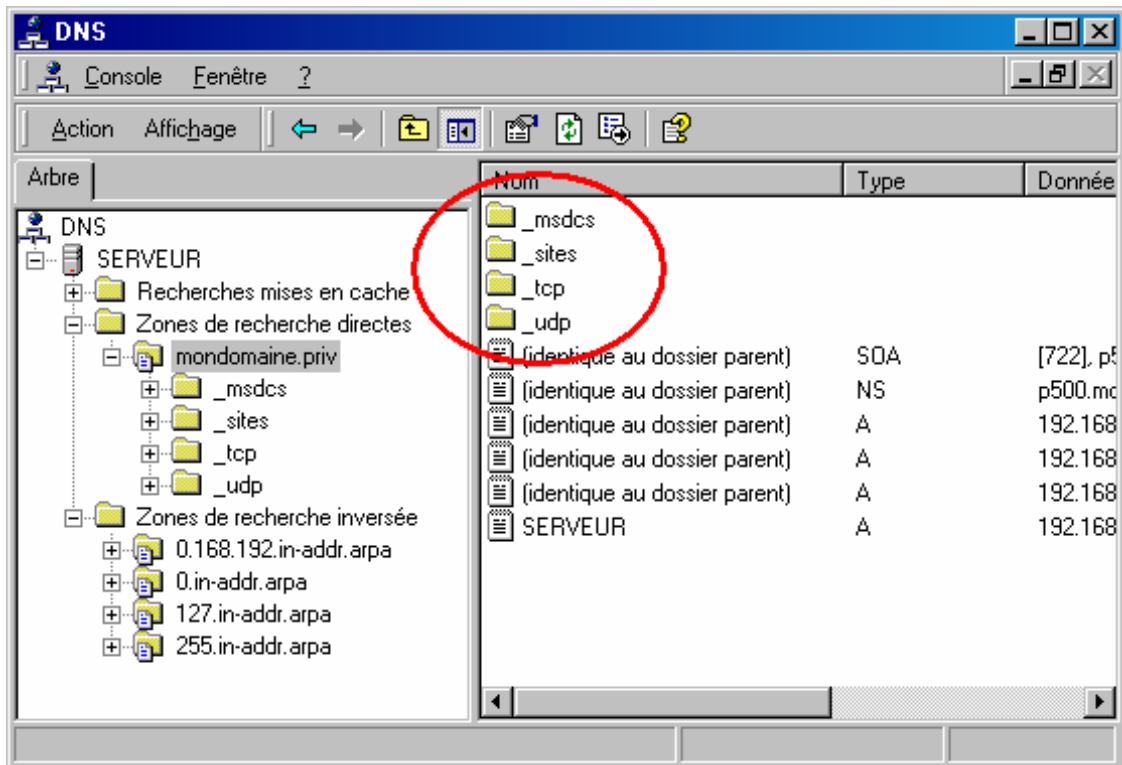 DNS
Console Fenêtre ?
Action Affichage
Arbre
Nom Type Donnée
DNS
SERVEUR
Recherches mises en cache
Zones de recherche directes
mondomaine.priv
_msdcs
_sites
_tcp
_udp
Zones de recherche inversée
0.168.192.in-addr.arpa
0.in-addr.arpa
127.in-addr.arpa
255.in-addr.arpa
_msdcs
_sites
_tcp
_udp
(identique au dossier parent) SOA [722], p5
(identique au dossier parent) NS p500.mo
(identique au dossier parent) A 192.168
(identique au dossier parent) A 192.168
(identique au dossier parent) A 192.168
SERVEUR A 192.168